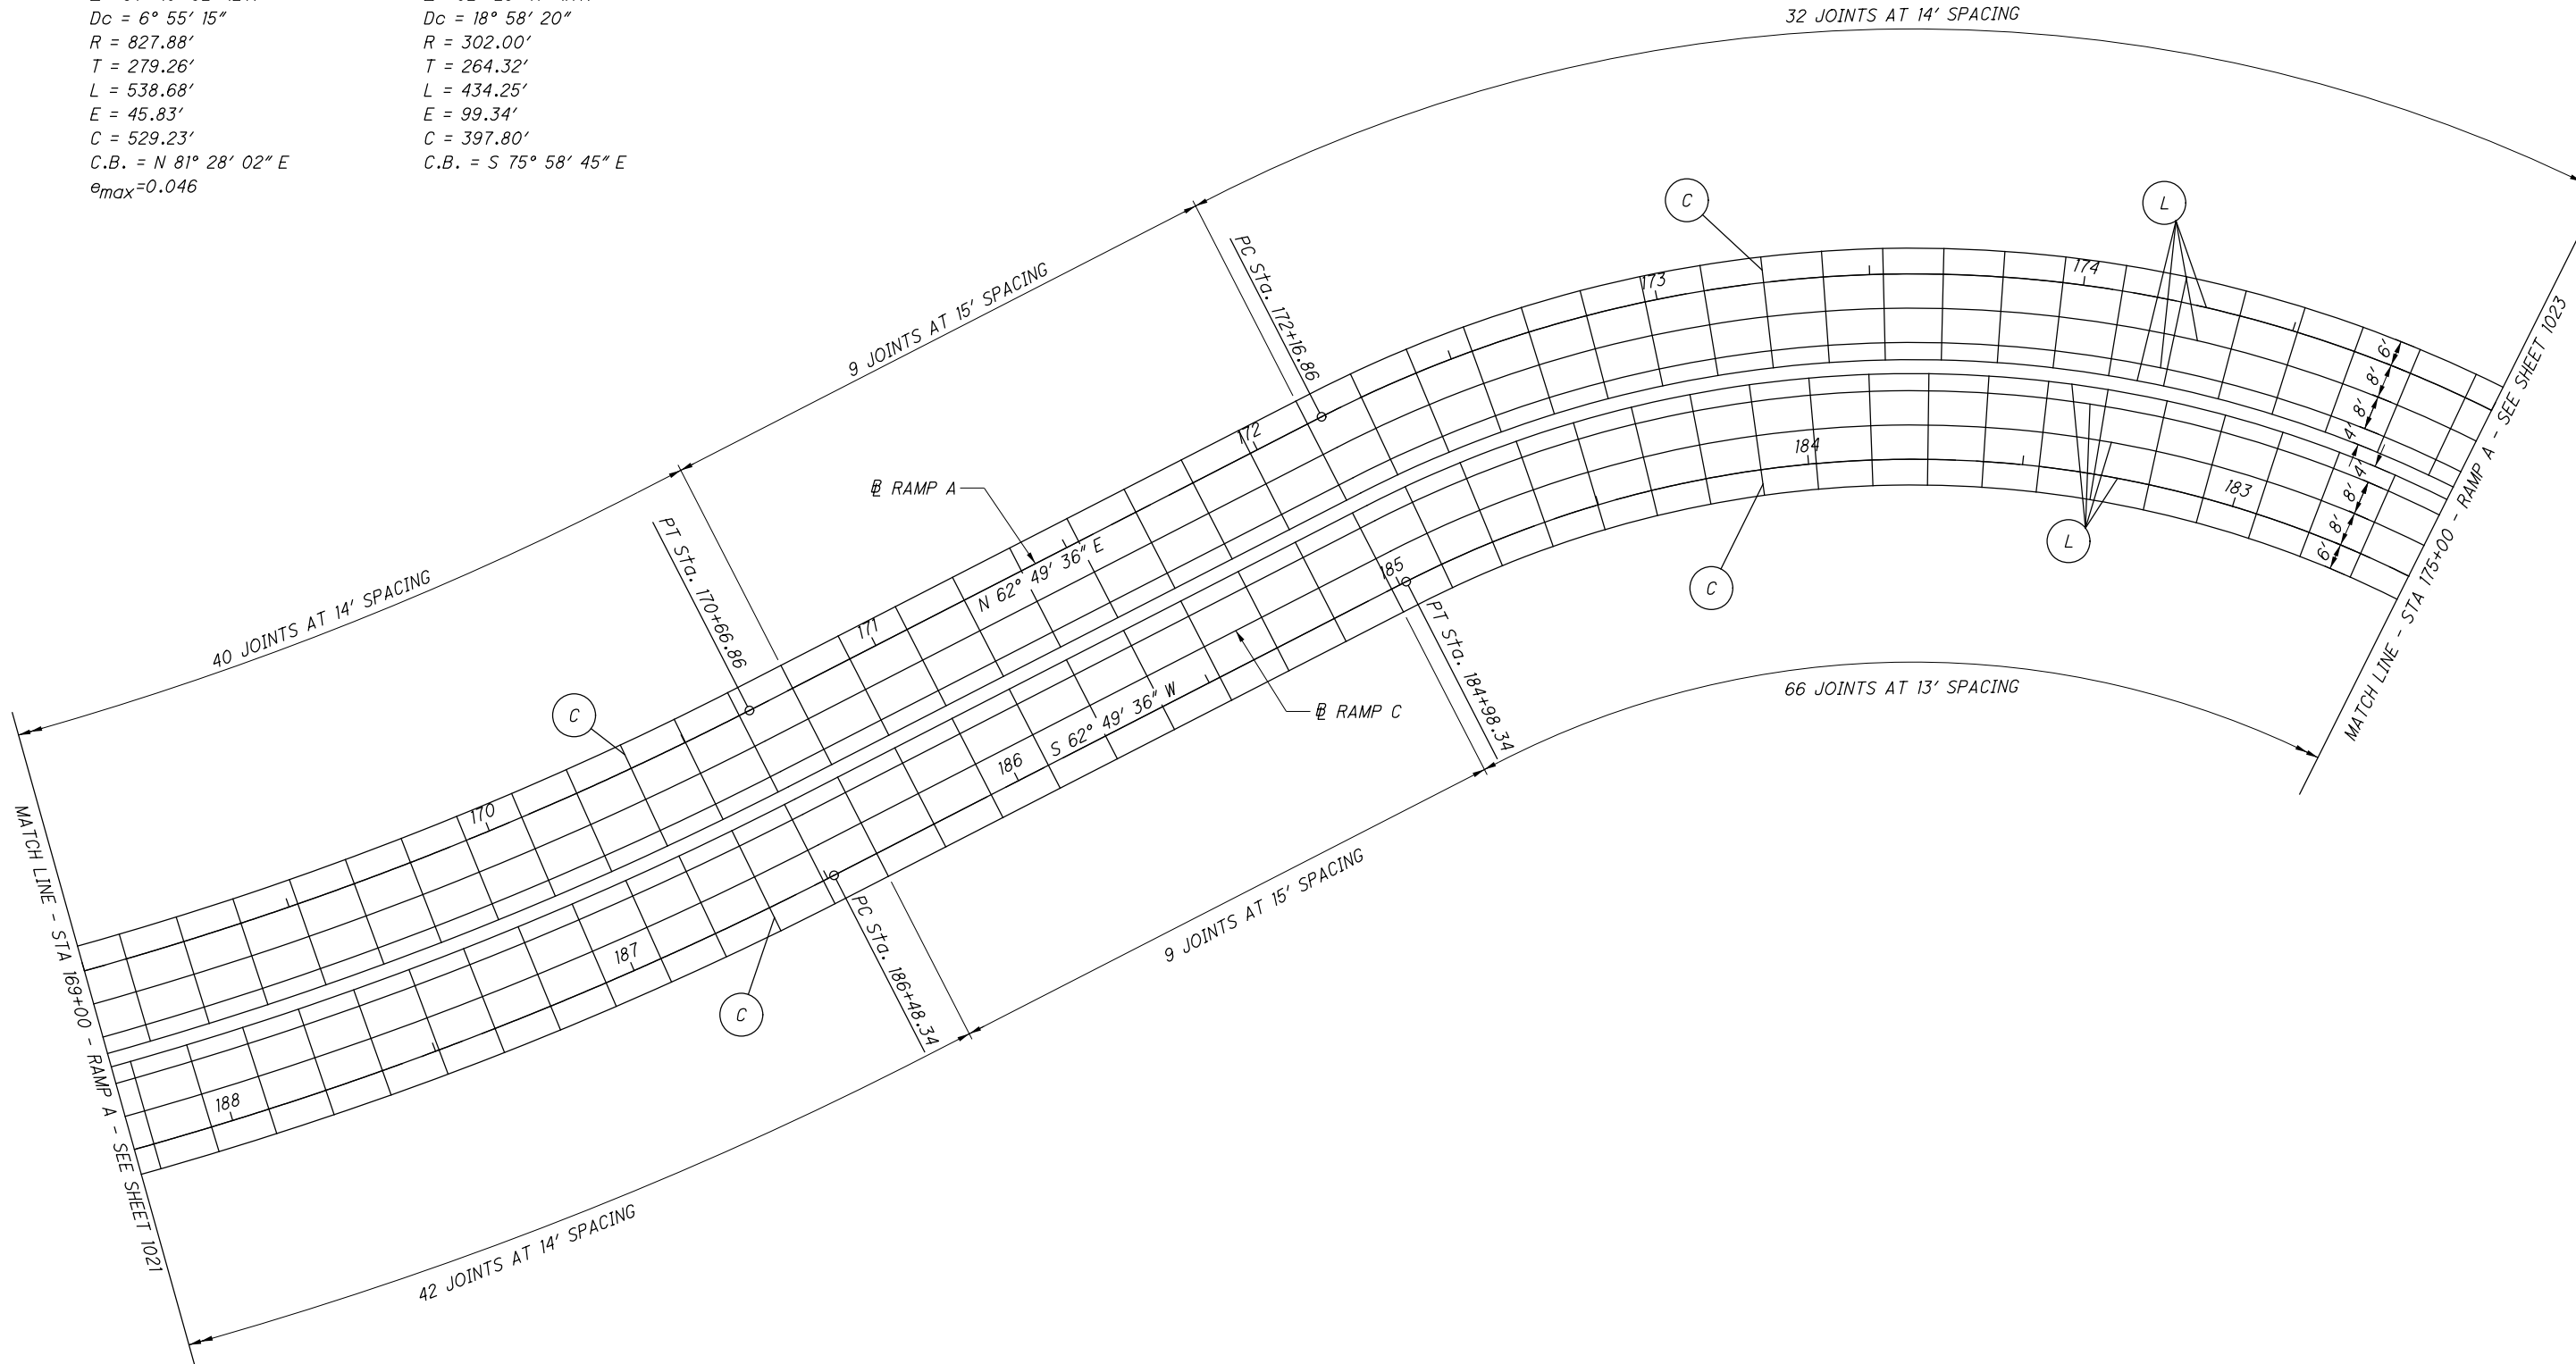 Dc = 6° 55' 15"
R = 827.88'
T = 279.26'
L = 538.68'
E = 45.83'
C = 529.23'
C.B. = N 81° 28' 02" E
emax=0.046
Dc = 18° 58' 20"
R = 302.00'
T = 264.32'
L = 434.25'
E = 99.34'
C = 397.80'
C.B. = S 75° 58' 45" E
32 JOINTS AT 14' SPACING
9 JOINTS AT 15' SPACING
40 JOINTS AT 14' SPACING
PC Sta. 172+16.86
PT Sta. 170+66.86
C
L
173
174
172
171
170
6'
8'
8'
4'
4'
8'
8'
6'
MATCH LINE - STA 175+00 - RAMP A - SEE SHEET 1023
RAMP A
N 62° 49' 36" E
S 62° 49' 36" W
RAMP C
184
183
185
186
187
188
C
L
C
C
PT Sta. 184+98.34
PC Sta. 186+48.34
66 JOINTS AT 13' SPACING
9 JOINTS AT 15' SPACING
42 JOINTS AT 14' SPACING
MATCH LINE - STA 169+00 - RAMP A - SEE SHEET 1021